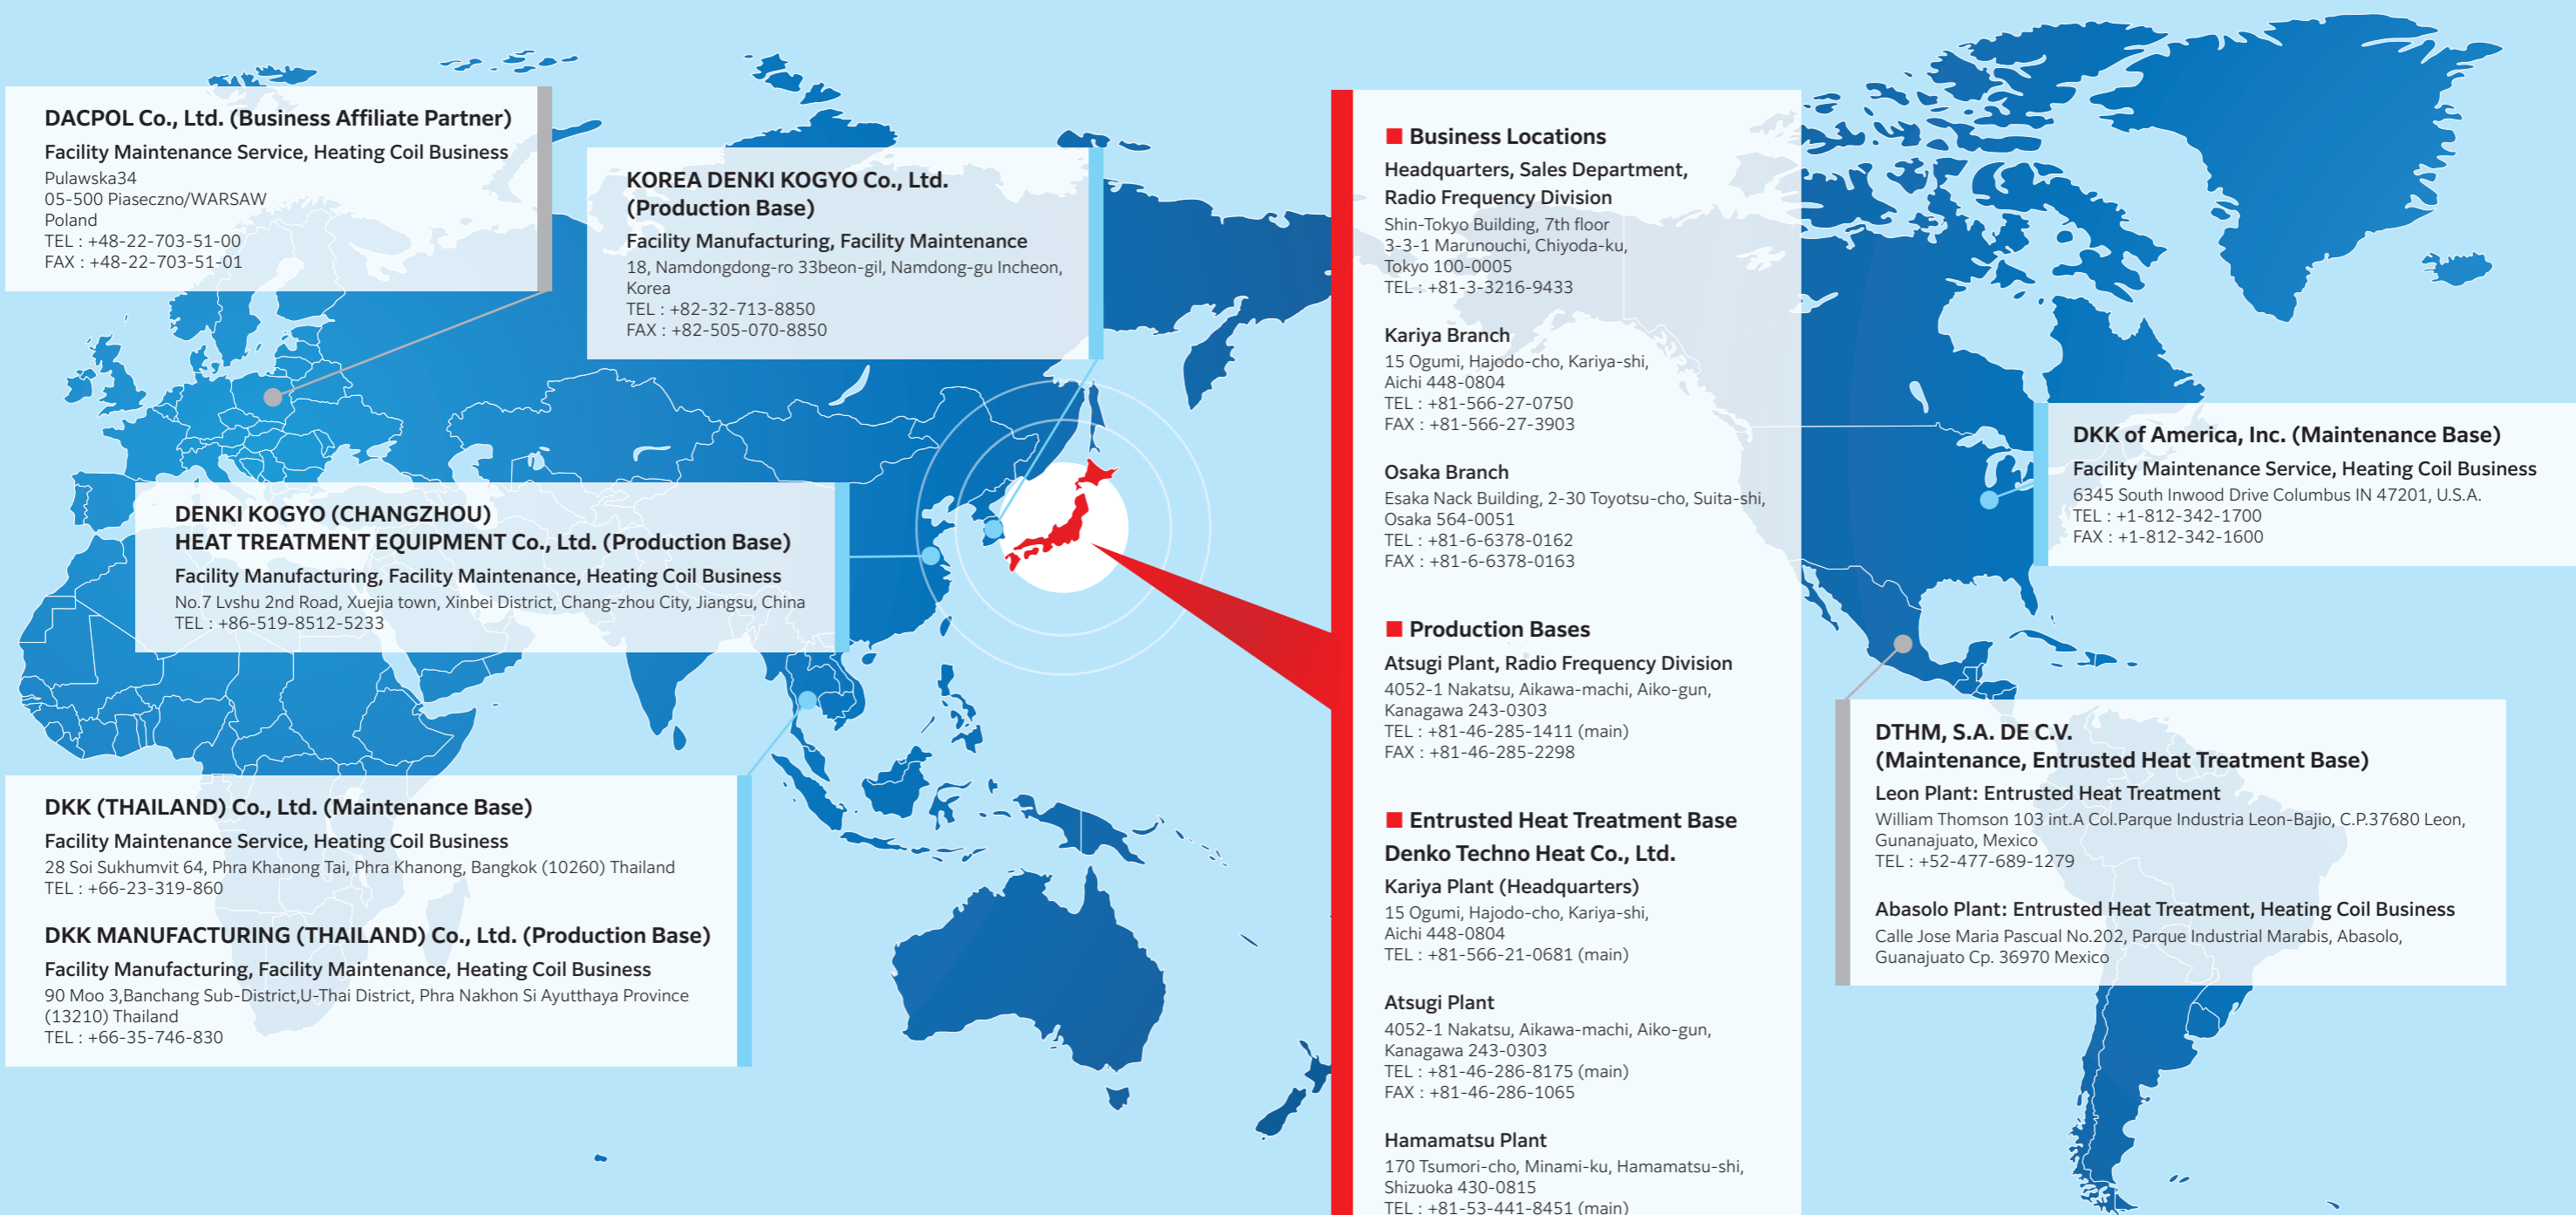 DACPOL Co., Ltd. (Business Affiliate Partner)
Facility Maintenance Service, Heating Coil Business
Pulawska34
05-500 Piaseczno/WARSAW
Poland
TEL : +48-22-703-51-00
FAX : +48-22-703-51-01
KOREA DENKI KOGYO Co., Ltd.
(Production Base)
Facility Manufacturing, Facility Maintenance
18, Namdongdong-ro 33beon-gil, Namdong-gu Incheon,
Korea
TEL : +82-32-713-8850
FAX : +82-505-070-8850
DENKI KOGYO (CHANGZHOU)
HEAT TREATMENT EQUIPMENT Co., Ltd. (Production Base)
Facility Manufacturing, Facility Maintenance, Heating Coil Business
No.7 Lvshu 2nd Road, Xuejia town, Xinbei District, Chang-zhou City, Jiangsu, China
TEL : +86-519-8512-5233
DKK (THAILAND) Co., Ltd. (Maintenance Base)
Facility Maintenance Service, Heating Coil Business
28 Soi Sukhumvit 64, Phra Khanong Tai, Phra Khanong, Bangkok (10260) Thailand
TEL : +66-23-319-860
DKK MANUFACTURING (THAILAND) Co., Ltd. (Production Base)
Facility Manufacturing, Facility Maintenance, Heating Coil Business
90 Moo 3,Banchang Sub-District,U-Thai District, Phra Nakhon Si Ayutthaya Province
(13210) Thailand
TEL : +66-35-746-830
Business Locations
Headquarters, Sales Department,
Radio Frequency Division
Shin-Tokyo Building, 7th floor
3-3-1 Marunouchi, Chiyoda-ku,
Tokyo 100-0005
TEL : +81-3-3216-9433
Kariya Branch
15 Ogumi, Hajodo-cho, Kariya-shi,
Aichi 448-0804
TEL : +81-566-27-0750
FAX : +81-566-27-3903
Osaka Branch
Esaka Nack Building, 2-30 Toyotsu-cho, Suita-shi,
Osaka 564-0051
TEL : +81-6-6378-0162
FAX : +81-6-6378-0163
Production Bases
Atsugi Plant, Radio Frequency Division
4052-1 Nakatsu, Aikawa-machi, Aiko-gun,
Kanagawa 243-0303
TEL : +81-46-285-1411 (main)
FAX : +81-46-285-2298
Entrusted Heat Treatment Base
Denko Techno Heat Co., Ltd.
Kariya Plant (Headquarters)
15 Ogumi, Hajodo-cho, Kariya-shi,
Aichi 448-0804
TEL : +81-566-21-0681 (main)
Atsugi Plant
4052-1 Nakatsu, Aikawa-machi, Aiko-gun,
Kanagawa 243-0303
TEL : +81-46-286-8175 (main)
FAX : +81-46-286-1065
Hamamatsu Plant
170 Tsumori-cho, Minami-ku, Hamamatsu-shi,
Shizuoka 430-0815
TEL : +81-53-441-8451 (main)
DKK of America, Inc. (Maintenance Base)
Facility Maintenance Service, Heating Coil Business
6345 South Inwood Drive Columbus IN 47201, U.S.A.
TEL : +1-812-342-1700
FAX : +1-812-342-1600
DTHM, S.A. DE C.V.
(Maintenance, Entrusted Heat Treatment Base)
Leon Plant: Entrusted Heat Treatment
William Thomson 103 int.A Col.Parque Industria Leon-Bajio, C.P.37680 Leon,
Gunanajuato, Mexico
TEL : +52-477-689-1279
Abasolo Plant: Entrusted Heat Treatment, Heating Coil Business
Calle Jose Maria Pascual No.202, Parque Industrial Marabis, Abasolo,
Guanajuato Cp. 36970 Mexico